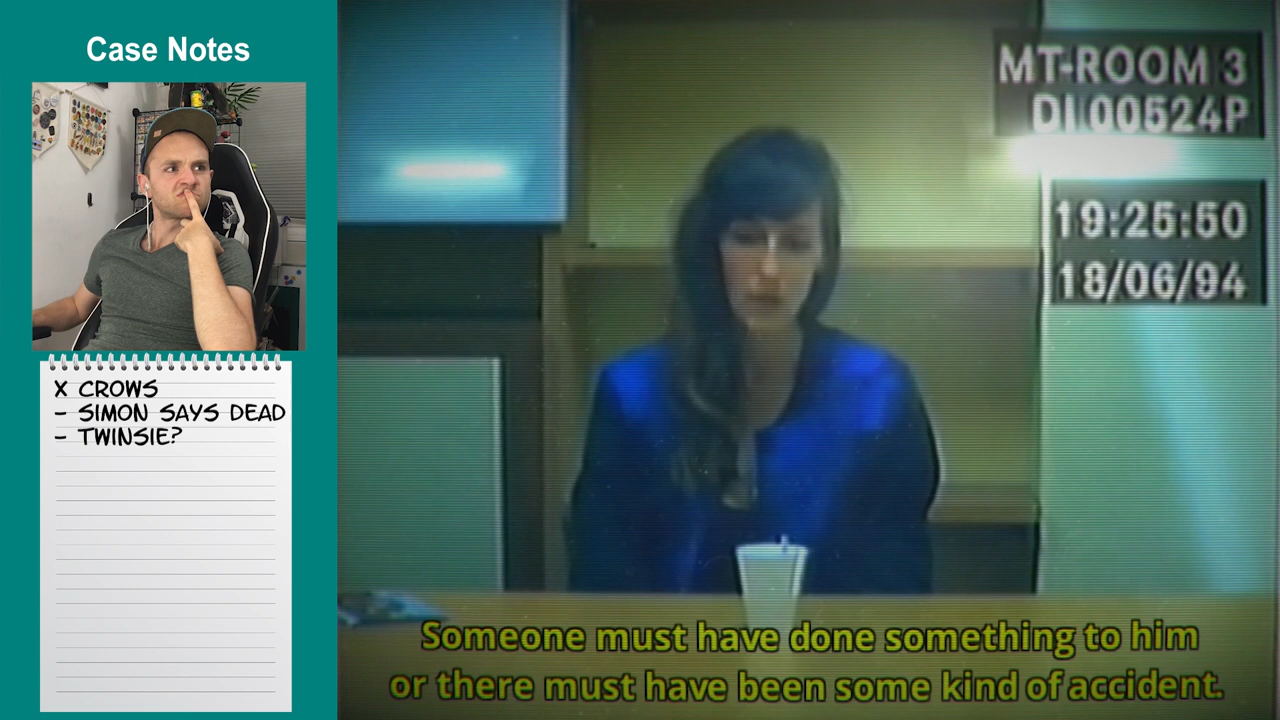 Case Notes
X CROWS
- SIMON SAYS DEAD
- TWINSIE?
MT-ROOM 3
DI 00524P
19:25:50
18/06/94
Someone must have done something to him
or there must have been some kind of accident.